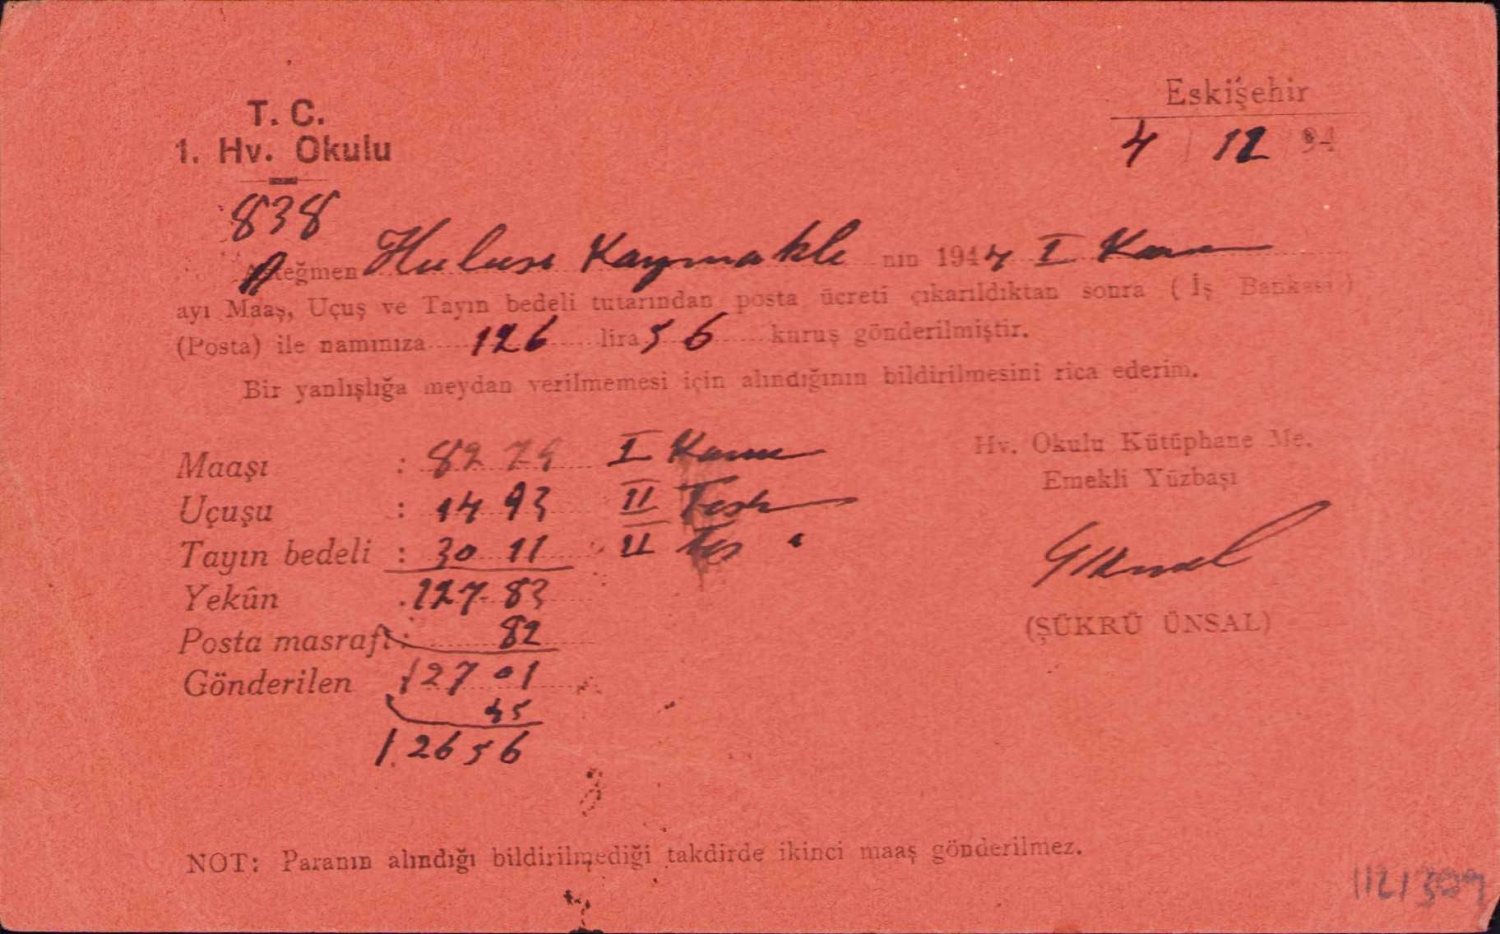 T. C.
1. Hv. Okulu
Eskişehir
4 / 12 94
838
Ateğmen Hulusi Kaymaklı nın 1944 I Kanun
ayı Maaş, Uçuş ve Tayın bedeli tutarından posta ücreti çıkarıldıktan sonra ( İş Bankası )
(Posta) ile namınıza 126 lira 56 kuruş gönderilmiştir.
Bir yanlışlığa meydan verilmemesi için alındığının bildirilmesini rica ederim.
Maaşı : 82 79 I Kanun
Uçuşu : 14 93 II Teşr
Tayın bedeli : 30 11 II Teş
Yekûn 127 83
Posta masrafı : 82
Gönderilen 127 01
45
126 56
Hv. Okulu Kütüphane Me.
Emekli Yüzbaşı
(ŞÜKRÜ ÜNSAL)
NOT: Paranın alındığı bildirilmediği takdirde ikinci maaş gönderilmez.